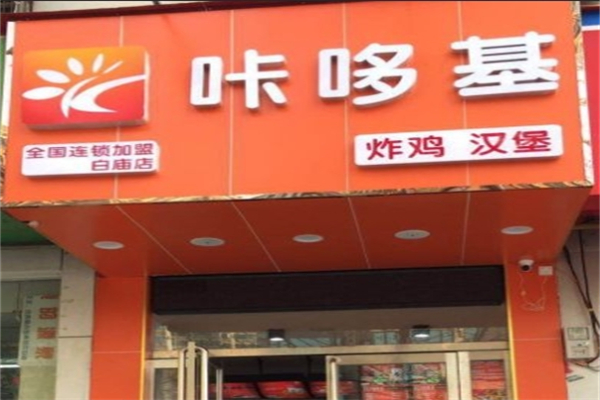 咔哆基
全国连锁加盟
白庙店
炸鸡 汉堡